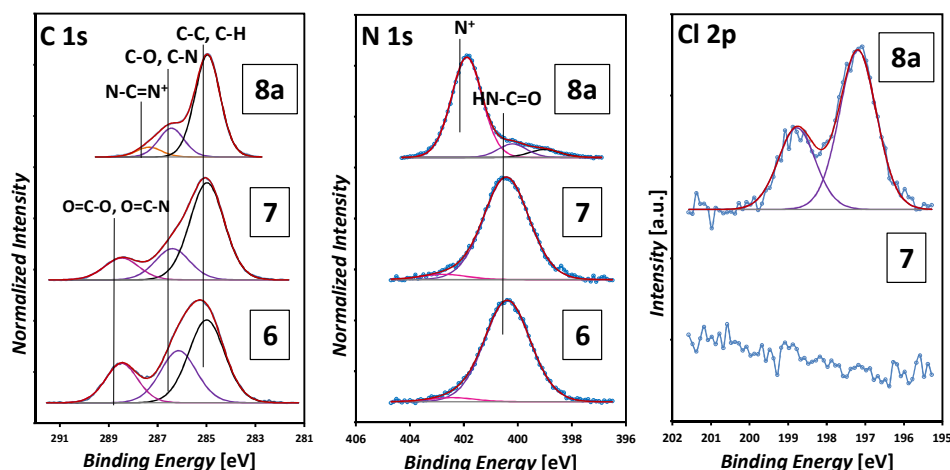 C 1s
C-C, C-H
C-O, C-N
N-C=N⁺
8a
O=C-O, O=C-N
7
6
Normalized Intensity
291 289 287 285 283 281
Binding Energy [eV]
N 1s
N⁺
8a
HN-C=O
7
6
Normalized Intensity
406 404 402 400 398 396
Binding Energy [eV]
Cl 2p
8a
7
Intensity [a.u.]
202 201 200 199 198 197 196 195
Binding Energy [eV]